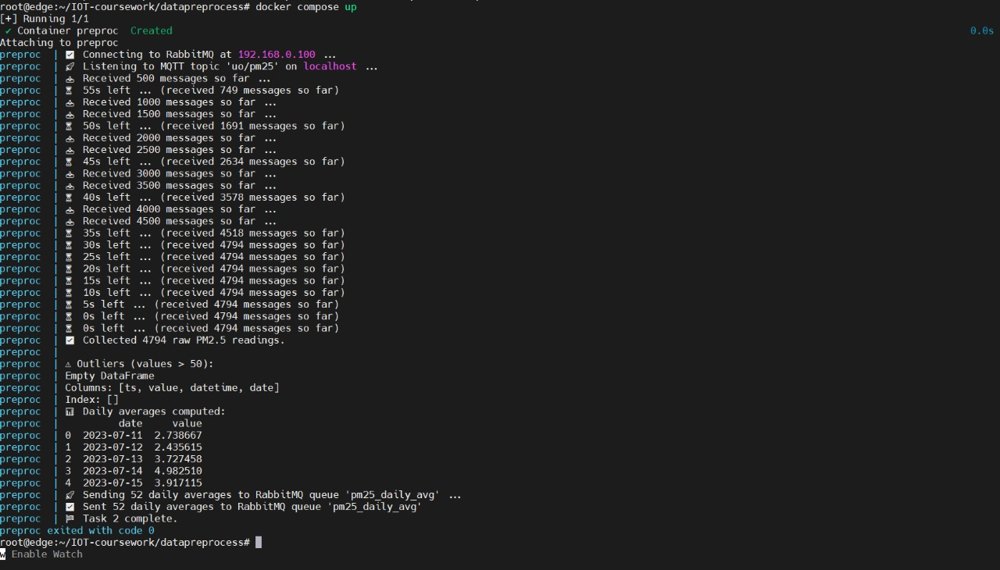 root@edge:~/IOT-coursework/datapreprocess# docker compose up
[+] Running 1/1
✔ Container preproc  Created 0.0s
Attaching to preproc
preproc  | ✅ Connecting to RabbitMQ at 192.168.0.100 ...
preproc  | 🚀 Listening to MQTT topic 'uo/pm25' on localhost ...
preproc  | 📥 Received 500 messages so far ...
preproc  | ⏳ 55s left ... (received 749 messages so far)
preproc  | 📥 Received 1000 messages so far ...
preproc  | 📥 Received 1500 messages so far ...
preproc  | ⏳ 50s left ... (received 1691 messages so far)
preproc  | 📥 Received 2000 messages so far ...
preproc  | 📥 Received 2500 messages so far ...
preproc  | ⏳ 45s left ... (received 2634 messages so far)
preproc  | 📥 Received 3000 messages so far ...
preproc  | 📥 Received 3500 messages so far ...
preproc  | ⏳ 40s left ... (received 3578 messages so far)
preproc  | 📥 Received 4000 messages so far ...
preproc  | 📥 Received 4500 messages so far ...
preproc  | ⏳ 35s left ... (received 4518 messages so far)
preproc  | ⏳ 30s left ... (received 4794 messages so far)
preproc  | ⏳ 25s left ... (received 4794 messages so far)
preproc  | ⏳ 20s left ... (received 4794 messages so far)
preproc  | ⏳ 15s left ... (received 4794 messages so far)
preproc  | ⏳ 10s left ... (received 4794 messages so far)
preproc  | ⏳ 5s left ... (received 4794 messages so far)
preproc  | ⏳ 0s left ... (received 4794 messages so far)
preproc  | ⏳ 0s left ... (received 4794 messages so far)
preproc  | ✅ Collected 4794 raw PM2.5 readings.
preproc  |
preproc  | ⚠ Outliers (values > 50):
preproc  | Empty DataFrame
preproc  | Columns: [ts, value, datetime, date]
preproc  | Index: []
preproc  | 📊 Daily averages computed:
preproc  |          date     value
preproc  | 0  2023-07-11  2.738667
preproc  | 1  2023-07-12  2.435615
preproc  | 2  2023-07-13  3.727458
preproc  | 3  2023-07-14  4.982510
preproc  | 4  2023-07-15  3.917115
preproc  | 🚀 Sending 52 daily averages to RabbitMQ queue 'pm25_daily_avg' ...
preproc  | ✅ Sent 52 daily averages to RabbitMQ queue 'pm25_daily_avg'
preproc  | 🏁 Task 2 complete.
preproc exited with code 0
root@edge:~/IOT-coursework/datapreprocess#
w Enable Watch